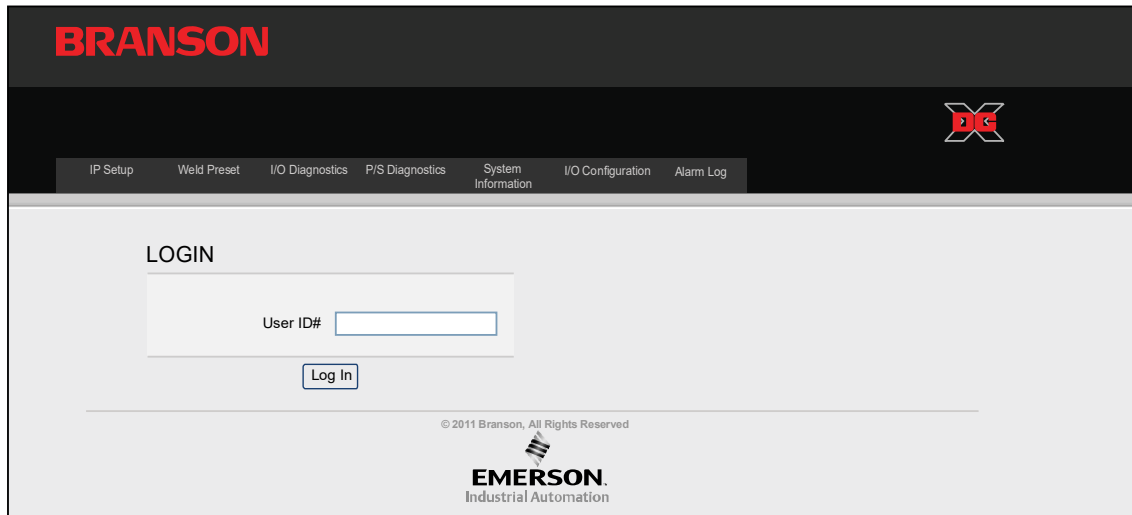 BRANSON
DCX
IP Setup
Weld Preset
I/O Diagnostics
P/S Diagnostics
System
Information
I/O Configuration
Alarm Log
LOGIN
User ID#
Log In
© 2011 Branson, All Rights Reserved
EMERSON.
Industrial Automation